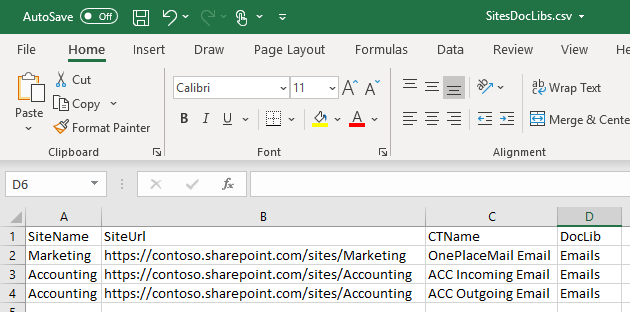 AutoSave Off SitesDocLibs.csv
File Home Insert Draw Design Page Layout Formulas Data Review
Cut
Copy
Paste
Format Painter
Clipboard
Calibri 11 A A
B I U A
Font
ab c Wrap Text
Merge & Cente
Alignment
D6 fx
A B C D
1 SiteName SiteUrl CTName DocLib
2 Marketing https://contoso.sharepoint.com/sites/Marketing OnePlaceMail Email Emails
3 Accounting https://contoso.sharepoint.com/sites/Accounting ACC Incoming Email Emails
4 Accounting https://contoso.sharepoint.com/sites/Accounting ACC Outgoing Email Emails